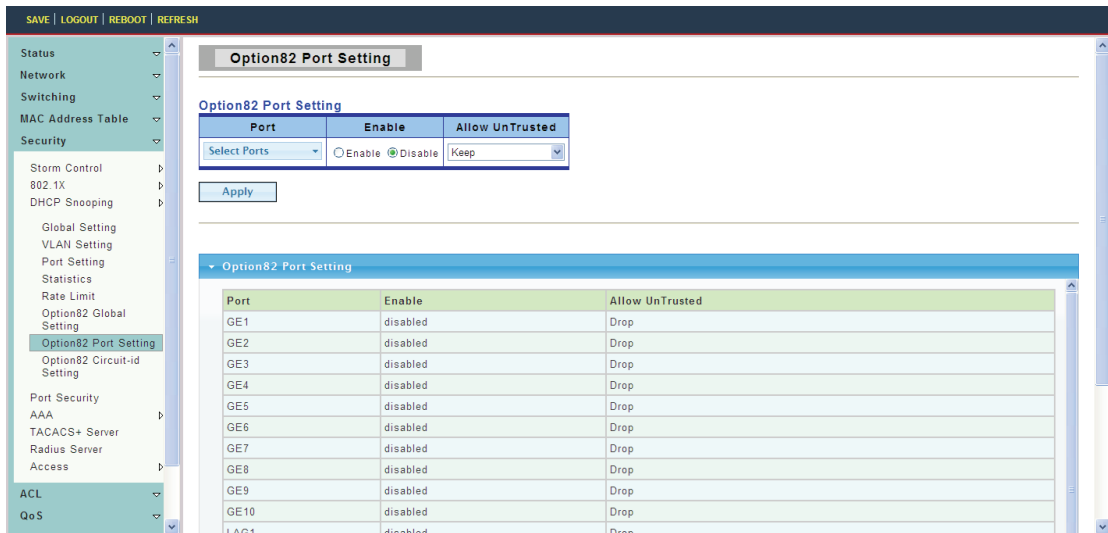 SAVE | LOGOUT | REBOOT | REFRESH
Status
Network
Switching
MAC Address Table
Security
Storm Control
802.1X
DHCP Snooping
Global Setting
VLAN Setting
Port Setting
Statistics
Rate Limit
Option82 Global
Setting
Option82 Port Setting
Option82 Circuit-id
Setting
Port Security
AAA
TACACS+ Server
Radius Server
Access
ACL
QoS
Option82 Port Setting
Option82 Port Setting
Port Enable Allow UnTrusted
Select Ports Enable Disable Keep
Apply
Option82 Port Setting
Port Enable Allow UnTrusted
GE1 disabled Drop
GE2 disabled Drop
GE3 disabled Drop
GE4 disabled Drop
GE5 disabled Drop
GE6 disabled Drop
GE7 disabled Drop
GE8 disabled Drop
GE9 disabled Drop
GE10 disabled Drop
LAG1 disabled Drop